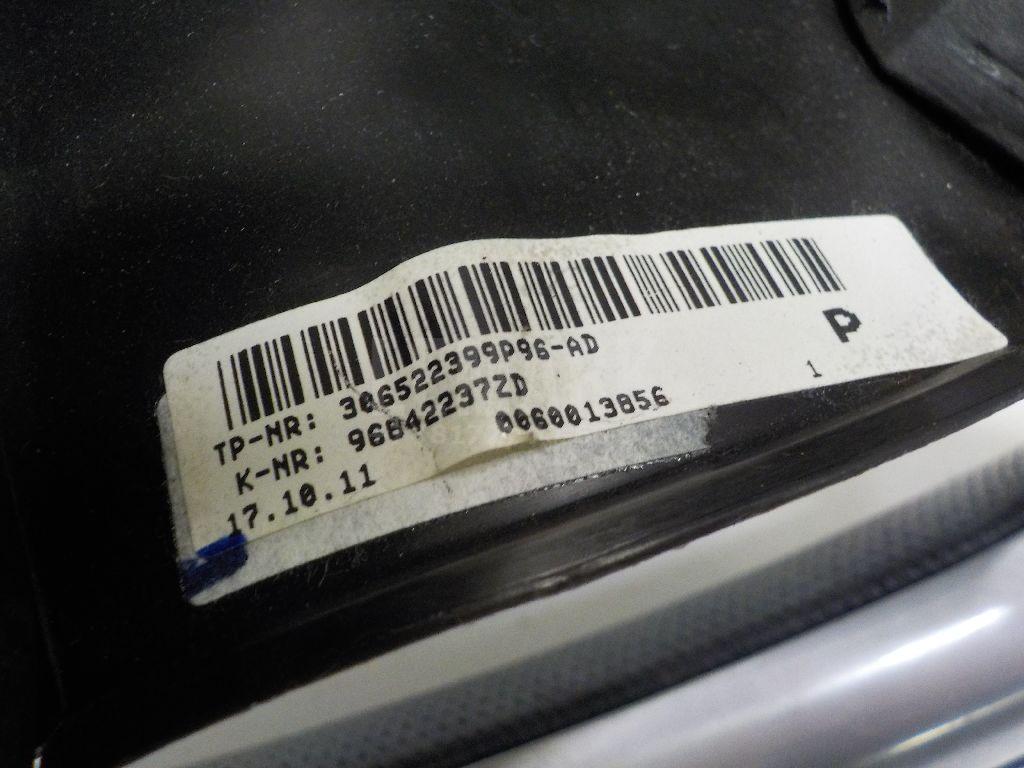 TP-NR: 306522399P96-AD
K-NR: 96842237ZD
17.10.11 0060013856 1 P